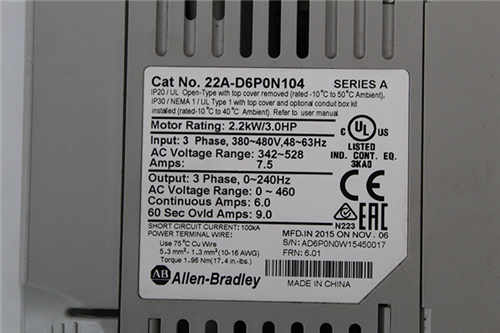 Cat No. 22A-D6P0N104 SERIES A
IP20 / UL Open-Type with top cover removed (rated -10°C to 50°C Ambient).
IP30 / NEMA 1 / UL Type 1 with top cover and optional conduit box kit
installed (rated-10°C to 40°C Ambient). Refer to user manual
Motor Rating: 2.2kW/3.0HP
Input: 3 Phase, 380~480V,48~63Hz
AC Voltage Range: 342~528
Amps: 7.5
Output: 3 Phase, 0~240Hz
AC Voltage Range: 0 ~ 460
Continuous Amps: 6.0
60 Sec Ovld Amps: 9.0
C UL US
LISTED
IND. CONT. EQ.
3KA0
CE
N223
EAC
SHORT CIRCUIT CURRENT: 100kA
POWER TERMINAL WIRE:
Use 75°C Cu Wire
5.3 mm²- 1.3 mm² (10-16 AWG)
Torque 1.96 Nm(17.4 in.-lbs.)
MFD.IN 2015 ON NOV . 06
S/N: AD6P0N0W15450017
FRN: 6.01
AB Allen-Bradley
MADE IN CHINA